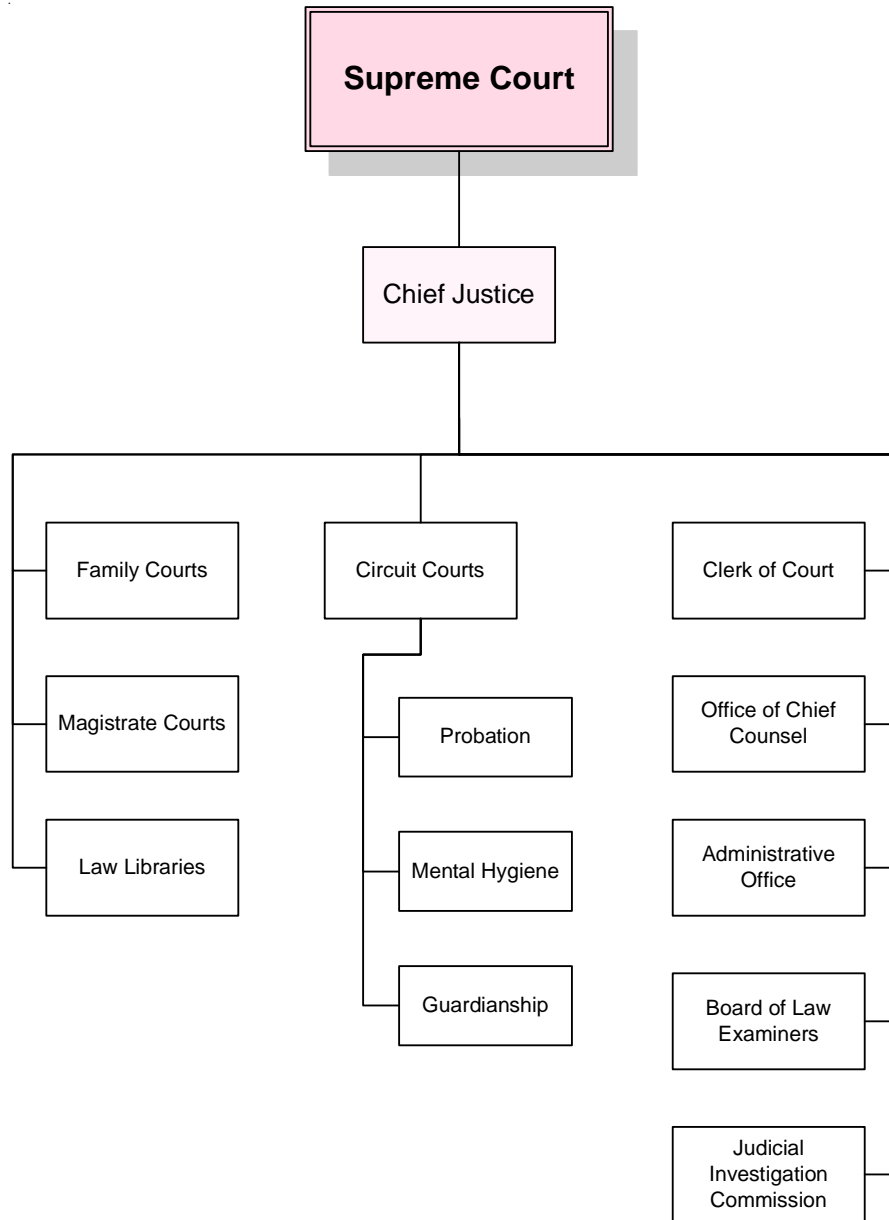 Supreme Court
Chief Justice
Family Courts
Circuit Courts
Clerk of Court
Magistrate Courts
Probation
Office of Chief
Counsel
Law Libraries
Mental Hygiene
Administrative
Office
Guardianship
Board of Law
Examiners
Judicial
Investigation
Commission